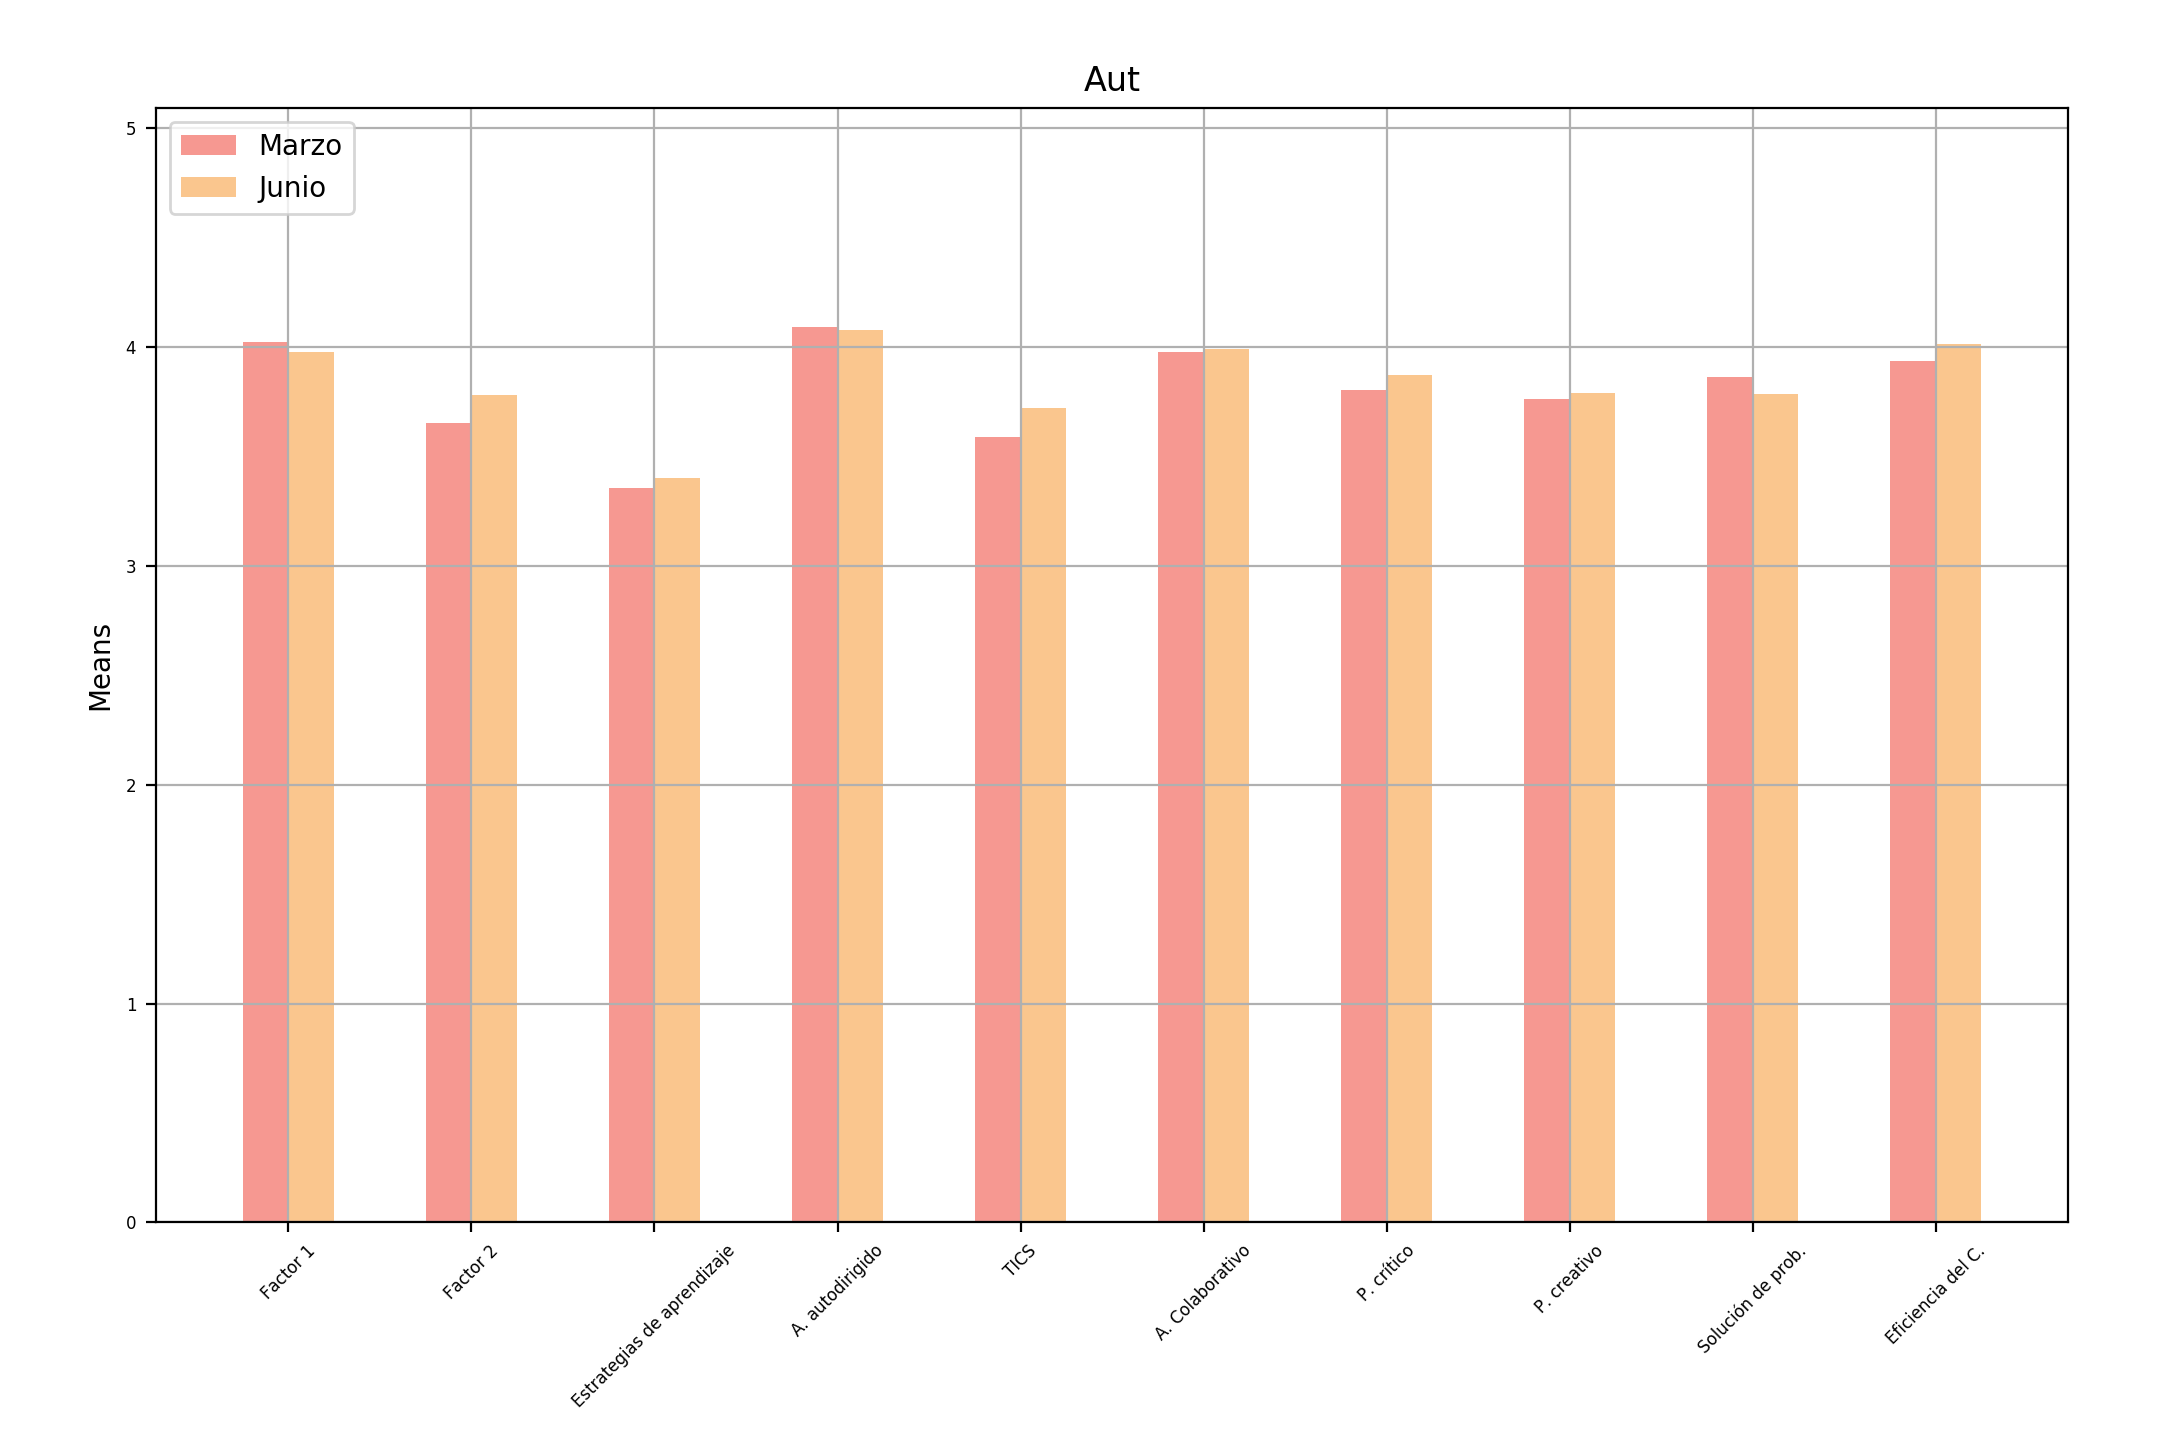 Aut
Marzo
Junio
Means
5
4
3
2
1
0
Factor 1
Factor 2
Estrategias de aprendizaje
A. autodirigido
TICS
A. Colaborativo
P. crítico
P. creativo
Solución de prob.
Eficiencia del C.